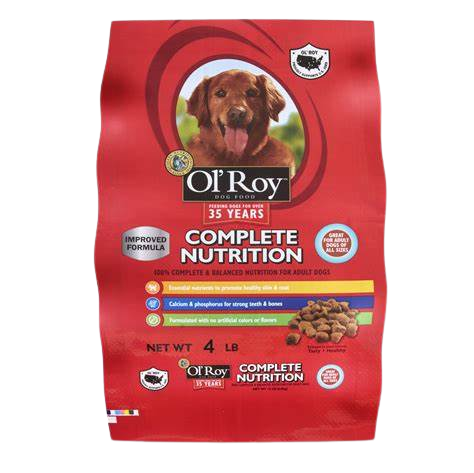 OL' ROY
Ol'Roy™
DOG FOOD
FEEDING DOGS FOR OVER
35 YEARS
IMPROVED
FORMULA
COMPLETE
NUTRITION
GREAT
FOR ADULT
DOGS OF
ALL SIZES
100% COMPLETE & BALANCED NUTRITION FOR ADULT DOGS
Essential nutrients to promote healthy skin & coat
Calcium & phosphorus for strong teeth & bones
Formulated with no artificial colors or flavors
Tasty • Healthy
NET WT 4 LB
Ol'Roy
35 YEARS
COMPLETE
NUTRITION